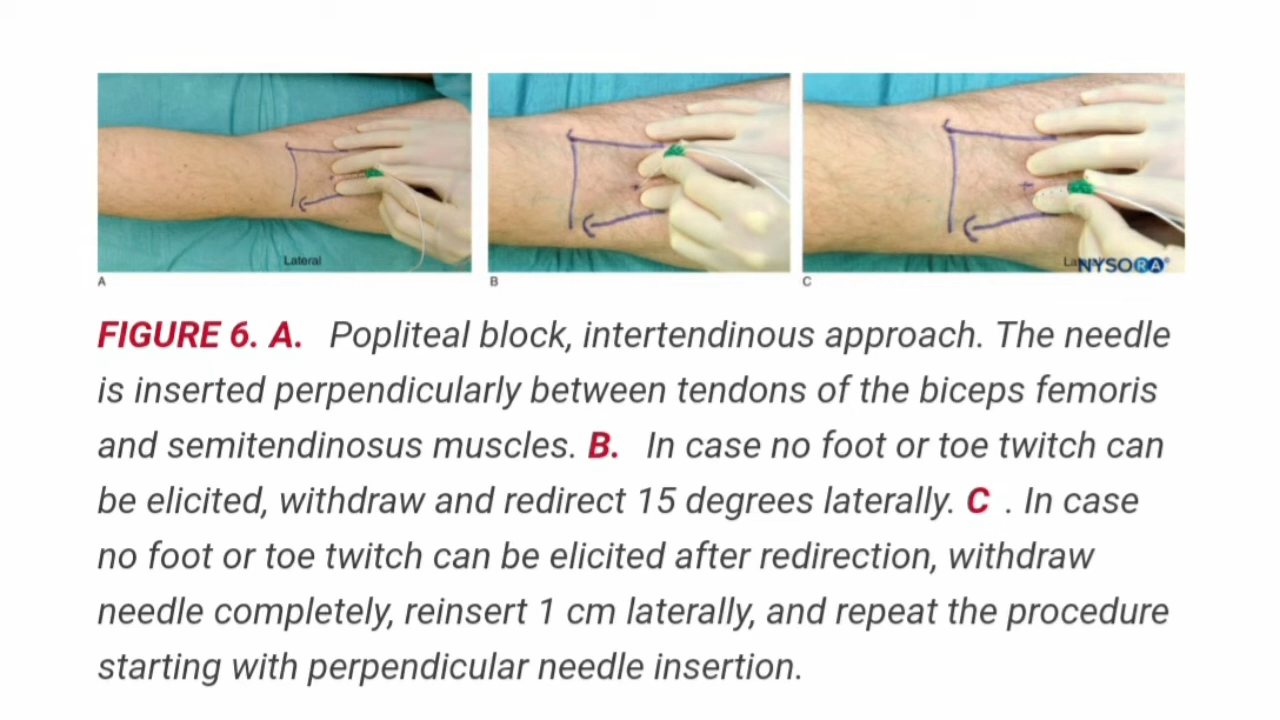 Lateral
A
B
La
NYSORA®
C
FIGURE 6. A. Popliteal block, intertendinous approach. The needle
is inserted perpendicularly between tendons of the biceps femoris
and semitendinosus muscles. B. In case no foot or toe twitch can
be elicited, withdraw and redirect 15 degrees laterally. C . In case
no foot or toe twitch can be elicited after redirection, withdraw
needle completely, reinsert 1 cm laterally, and repeat the procedure
starting with perpendicular needle insertion.